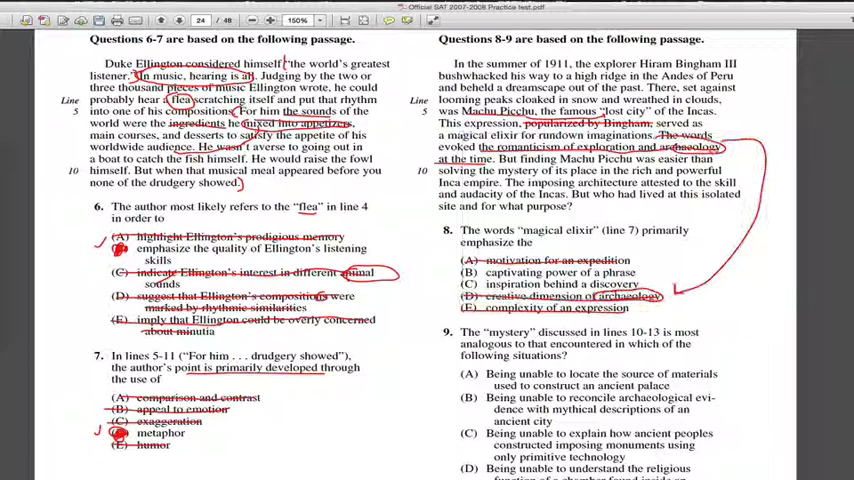 Official SAT 2007-2008 Practice test.pdf
24 / 48
150%
Questions 6-7 are based on the following passage.
Duke Ellington considered himself “the world's greatest
listener.” In music, hearing is all. Judging by the two or
three thousand pieces of music Ellington wrote, he could
probably hear a flea scratching itself and put that rhythm
Line
5 into one of his compositions. For him the sounds of the
world were the ingredients he mixed into appetizers,
main courses, and desserts to satisfy the appetite of his
worldwide audience. He wasn't averse to going out in
a boat to catch the fish himself. He would raise the fowl
10 himself. But when that musical meal appeared before you
none of the drudgery showed.
6. The author most likely refers to the “flea” in line 4
in order to
(A) highlight Ellington's prodigious memory
emphasize the quality of Ellington's listening
skills
(C) indicate Ellington's interest in different animal
sounds
(D) suggest that Ellington's compositions were
marked by rhythmic similarities
(E) imply that Ellington could be overly concerned
about minutia
7. In lines 5-11 (“For him . . . drudgery showed”),
the author's point is primarily developed through
the use of
(A) comparison and contrast
(B) appeal to emotion
(C) exaggeration
metaphor
(E) humor
Questions 8-9 are based on the following passage.
In the summer of 1911, the explorer Hiram Bingham III
bushwhacked his way to a high ridge in the Andes of Peru
and beheld a dreamscape out of the past. There, set against
looming peaks cloaked in snow and wreathed in clouds,
Line
5 was Machu Picchu, the famous “lost city” of the Incas.
This expression, popularized by Bingham, served as
a magical elixir for rundown imaginations. The words
evoked the romanticism of exploration and archaeology
at the time. But finding Machu Picchu was easier than
10 solving the mystery of its place in the rich and powerful
Inca empire. The imposing architecture attested to the skill
and audacity of the Incas. But who had lived at this isolated
site and for what purpose?
8. The words “magical elixir” (line 7) primarily
emphasize the
(A) motivation for an expedition
(B) captivating power of a phrase
(C) inspiration behind a discovery
(D) creative dimension of archaeology
(E) complexity of an expression
9. The “mystery” discussed in lines 10-13 is most
analogous to that encountered in which of the
following situations?
(A) Being unable to locate the source of materials
used to construct an ancient palace
(B) Being unable to reconcile archaeological evi-
dence with mythical descriptions of an
ancient city
(C) Being unable to explain how ancient peoples
constructed imposing monuments using
only primitive technology
(D) Being unable to understand the religious
function of a chamber found inside an